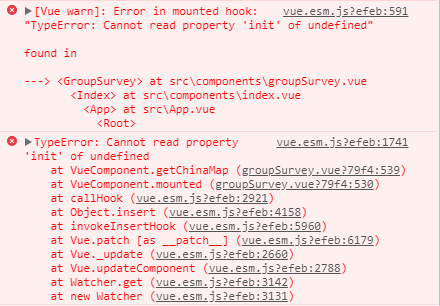 ▶[Vue warn]: Error in mounted hook: vue.esm.js?efeb:591
"TypeError: Cannot read property 'init' of undefined"
found in
---> <GroupSurvey> at src\components\groupSurvey.vue
<Index> at src\components\index.vue
<App> at src\App.vue
<Root>
▶TypeError: Cannot read property vue.esm.js?efeb:1741
'init' of undefined
at VueComponent.getChinaMap (groupSurvey.vue?79f4:539)
at VueComponent.mounted (groupSurvey.vue?79f4:530)
at callHook (vue.esm.js?efeb:2921)
at Object.insert (vue.esm.js?efeb:4158)
at invokeInsertHook (vue.esm.js?efeb:5960)
at Vue.patch [as __patch__] (vue.esm.js?efeb:6179)
at Vue._update (vue.esm.js?efeb:2660)
at Vue.updateComponent (vue.esm.js?efeb:2788)
at Watcher.get (vue.esm.js?efeb:3142)
at new Watcher (vue.esm.js?efeb:3131)